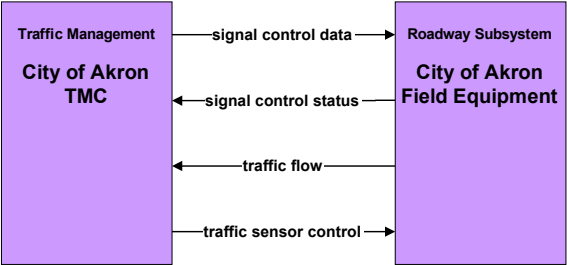 Traffic Management
City of Akron
TMC
signal control data
signal control status
traffic flow
traffic sensor control
Roadway Subsystem
City of Akron
Field Equipment